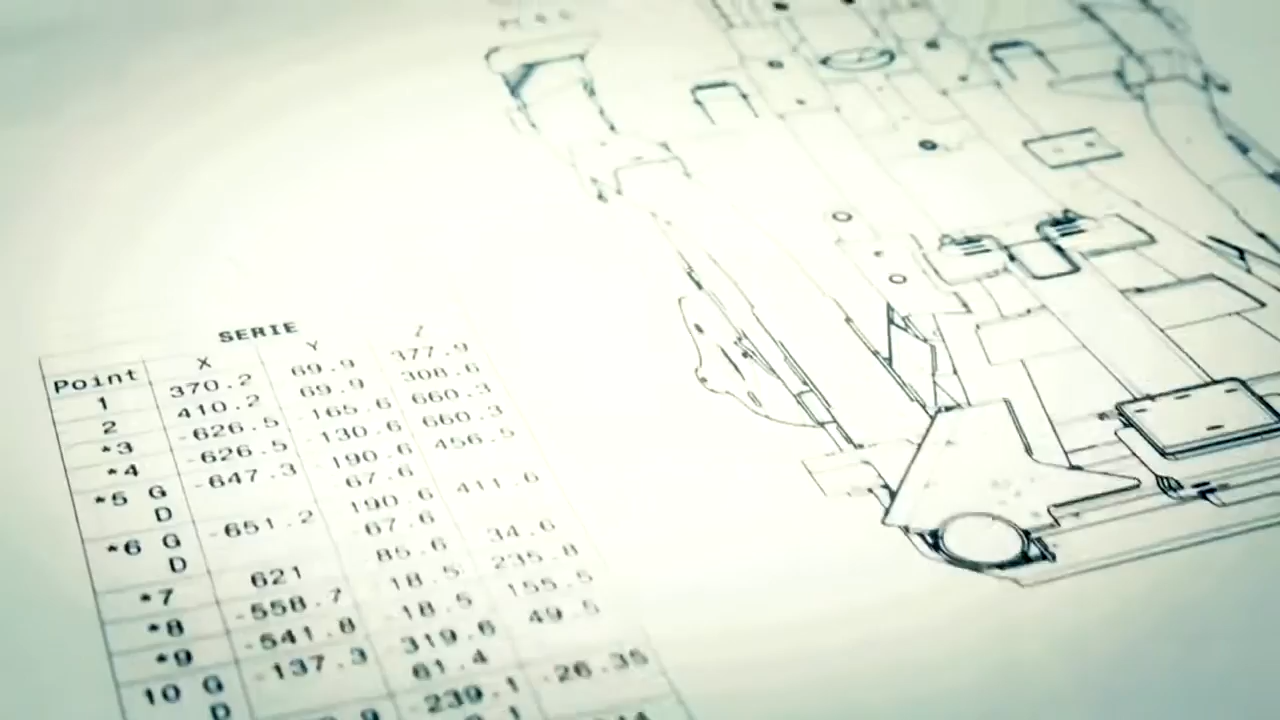 SERIE
Point X Y Z
1 370.2 69.9 377.9
2 410.2 69.9 308.6
*3 -626.5 -165.6 660.3
*4 -626.5 -130.6 660.3
*5 G -647.3 -190.6 456.5
D 67.6
*6 G -651.2 190.6 411.6
D -67.6
*7 621 85.6 34.6
*8 -558.7 18.5 235.8
*9 -541.8 -18.5 155.5
10 G -137.3 319.6 49.5
D 61.4
-239.1 -26.35